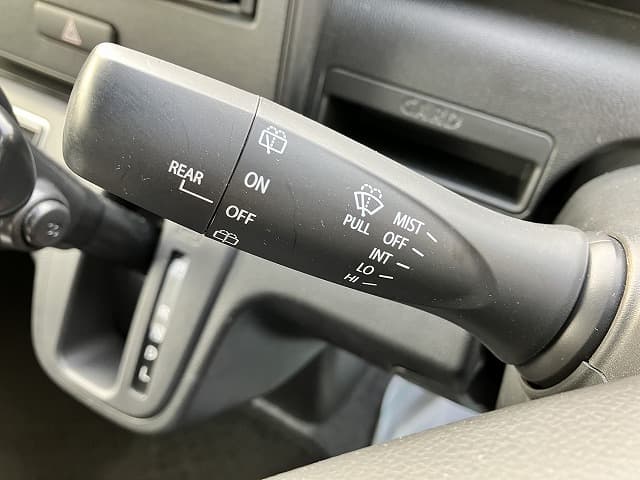 CARD
REAR
ON
OFF
PULL
MIST
OFF
INT
LO
HI